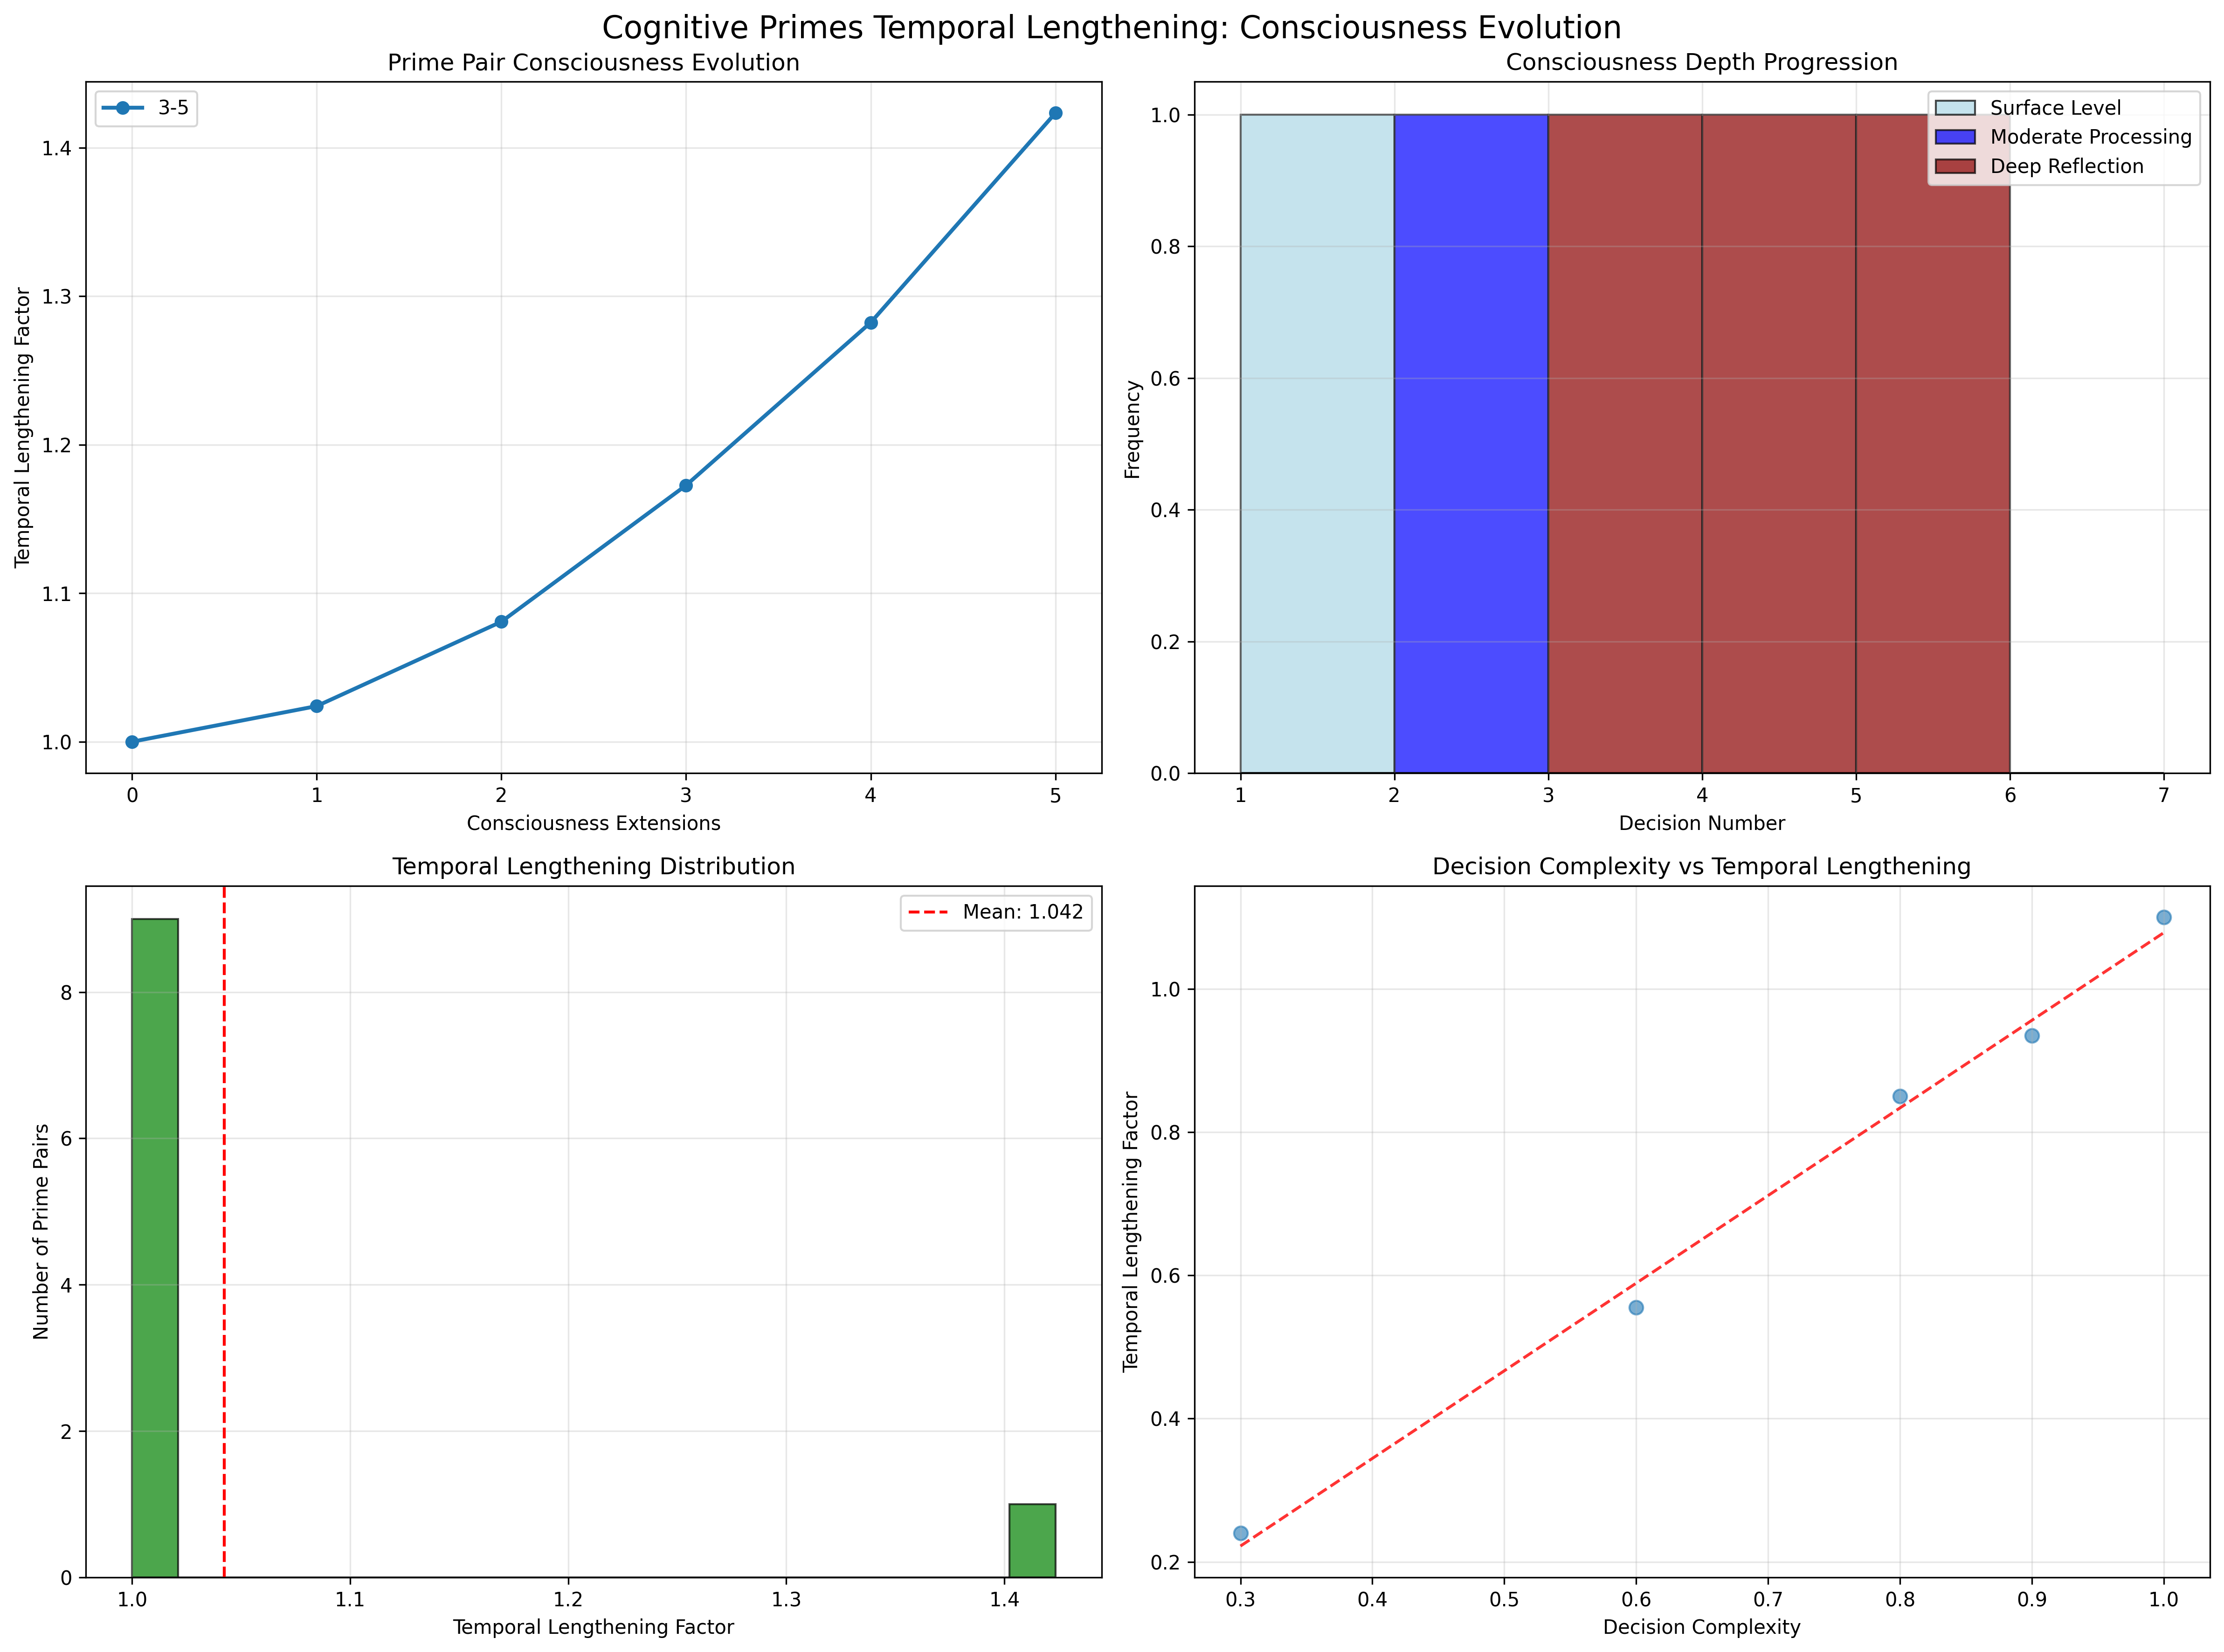 Cognitive Primes Temporal Lengthening: Consciousness Evolution
Prime Pair Consciousness Evolution
3-5
1.4
1.3
1.2
1.1
1.0
Temporal Lengthening Factor
0 1 2 3 4 5
Consciousness Extensions
Consciousness Depth Progression
Surface Level
Moderate Processing
Deep Reflection
1.0
0.8
0.6
0.4
0.2
0.0
Frequency
1 2 3 4 5 6 7
Decision Number
Temporal Lengthening Distribution
Mean: 1.042
8
6
4
2
0
Number of Prime Pairs
1.0 1.1 1.2 1.3 1.4
Temporal Lengthening Factor
Decision Complexity vs Temporal Lengthening
1.0
0.8
0.6
0.4
0.2
Temporal Lengthening Factor
0.3 0.4 0.5 0.6 0.7 0.8 0.9 1.0
Decision Complexity